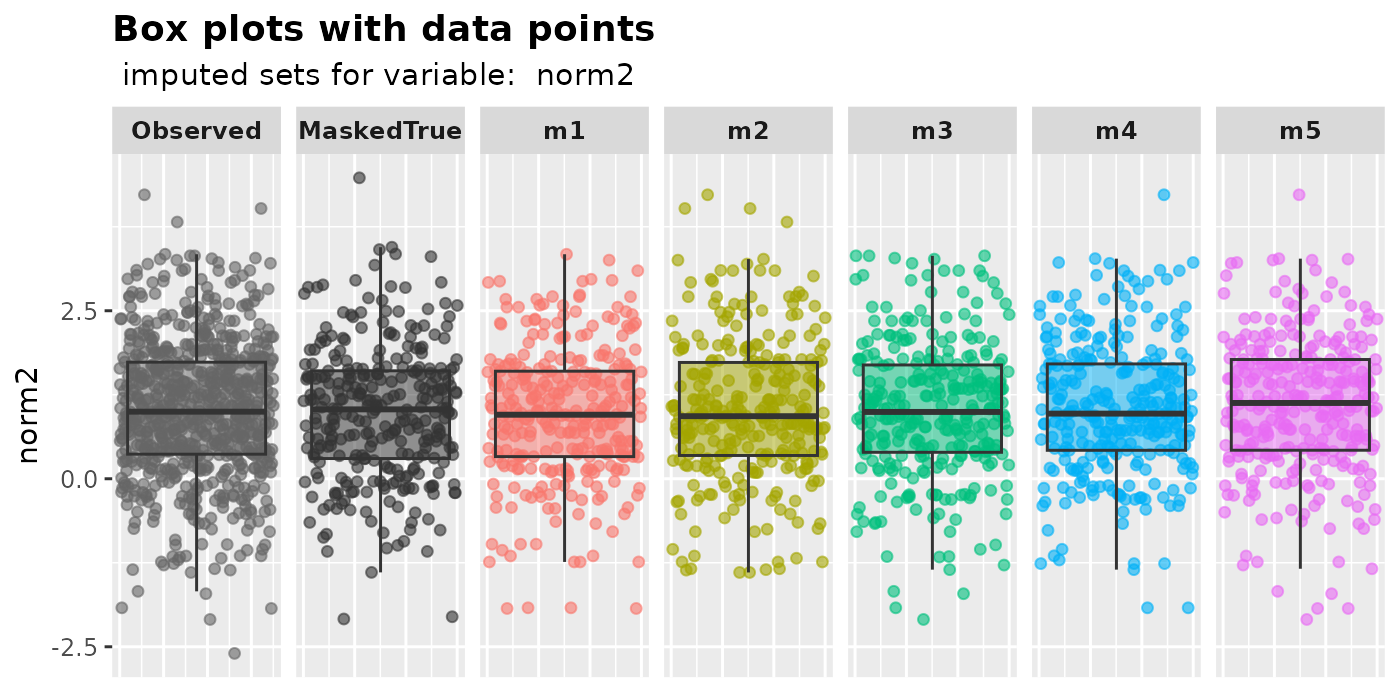 Box plots with data points
imputed sets for variable:  norm2
Observed MaskedTrue m1 m2 m3 m4 m5
norm2
2.5
0.0
-2.5